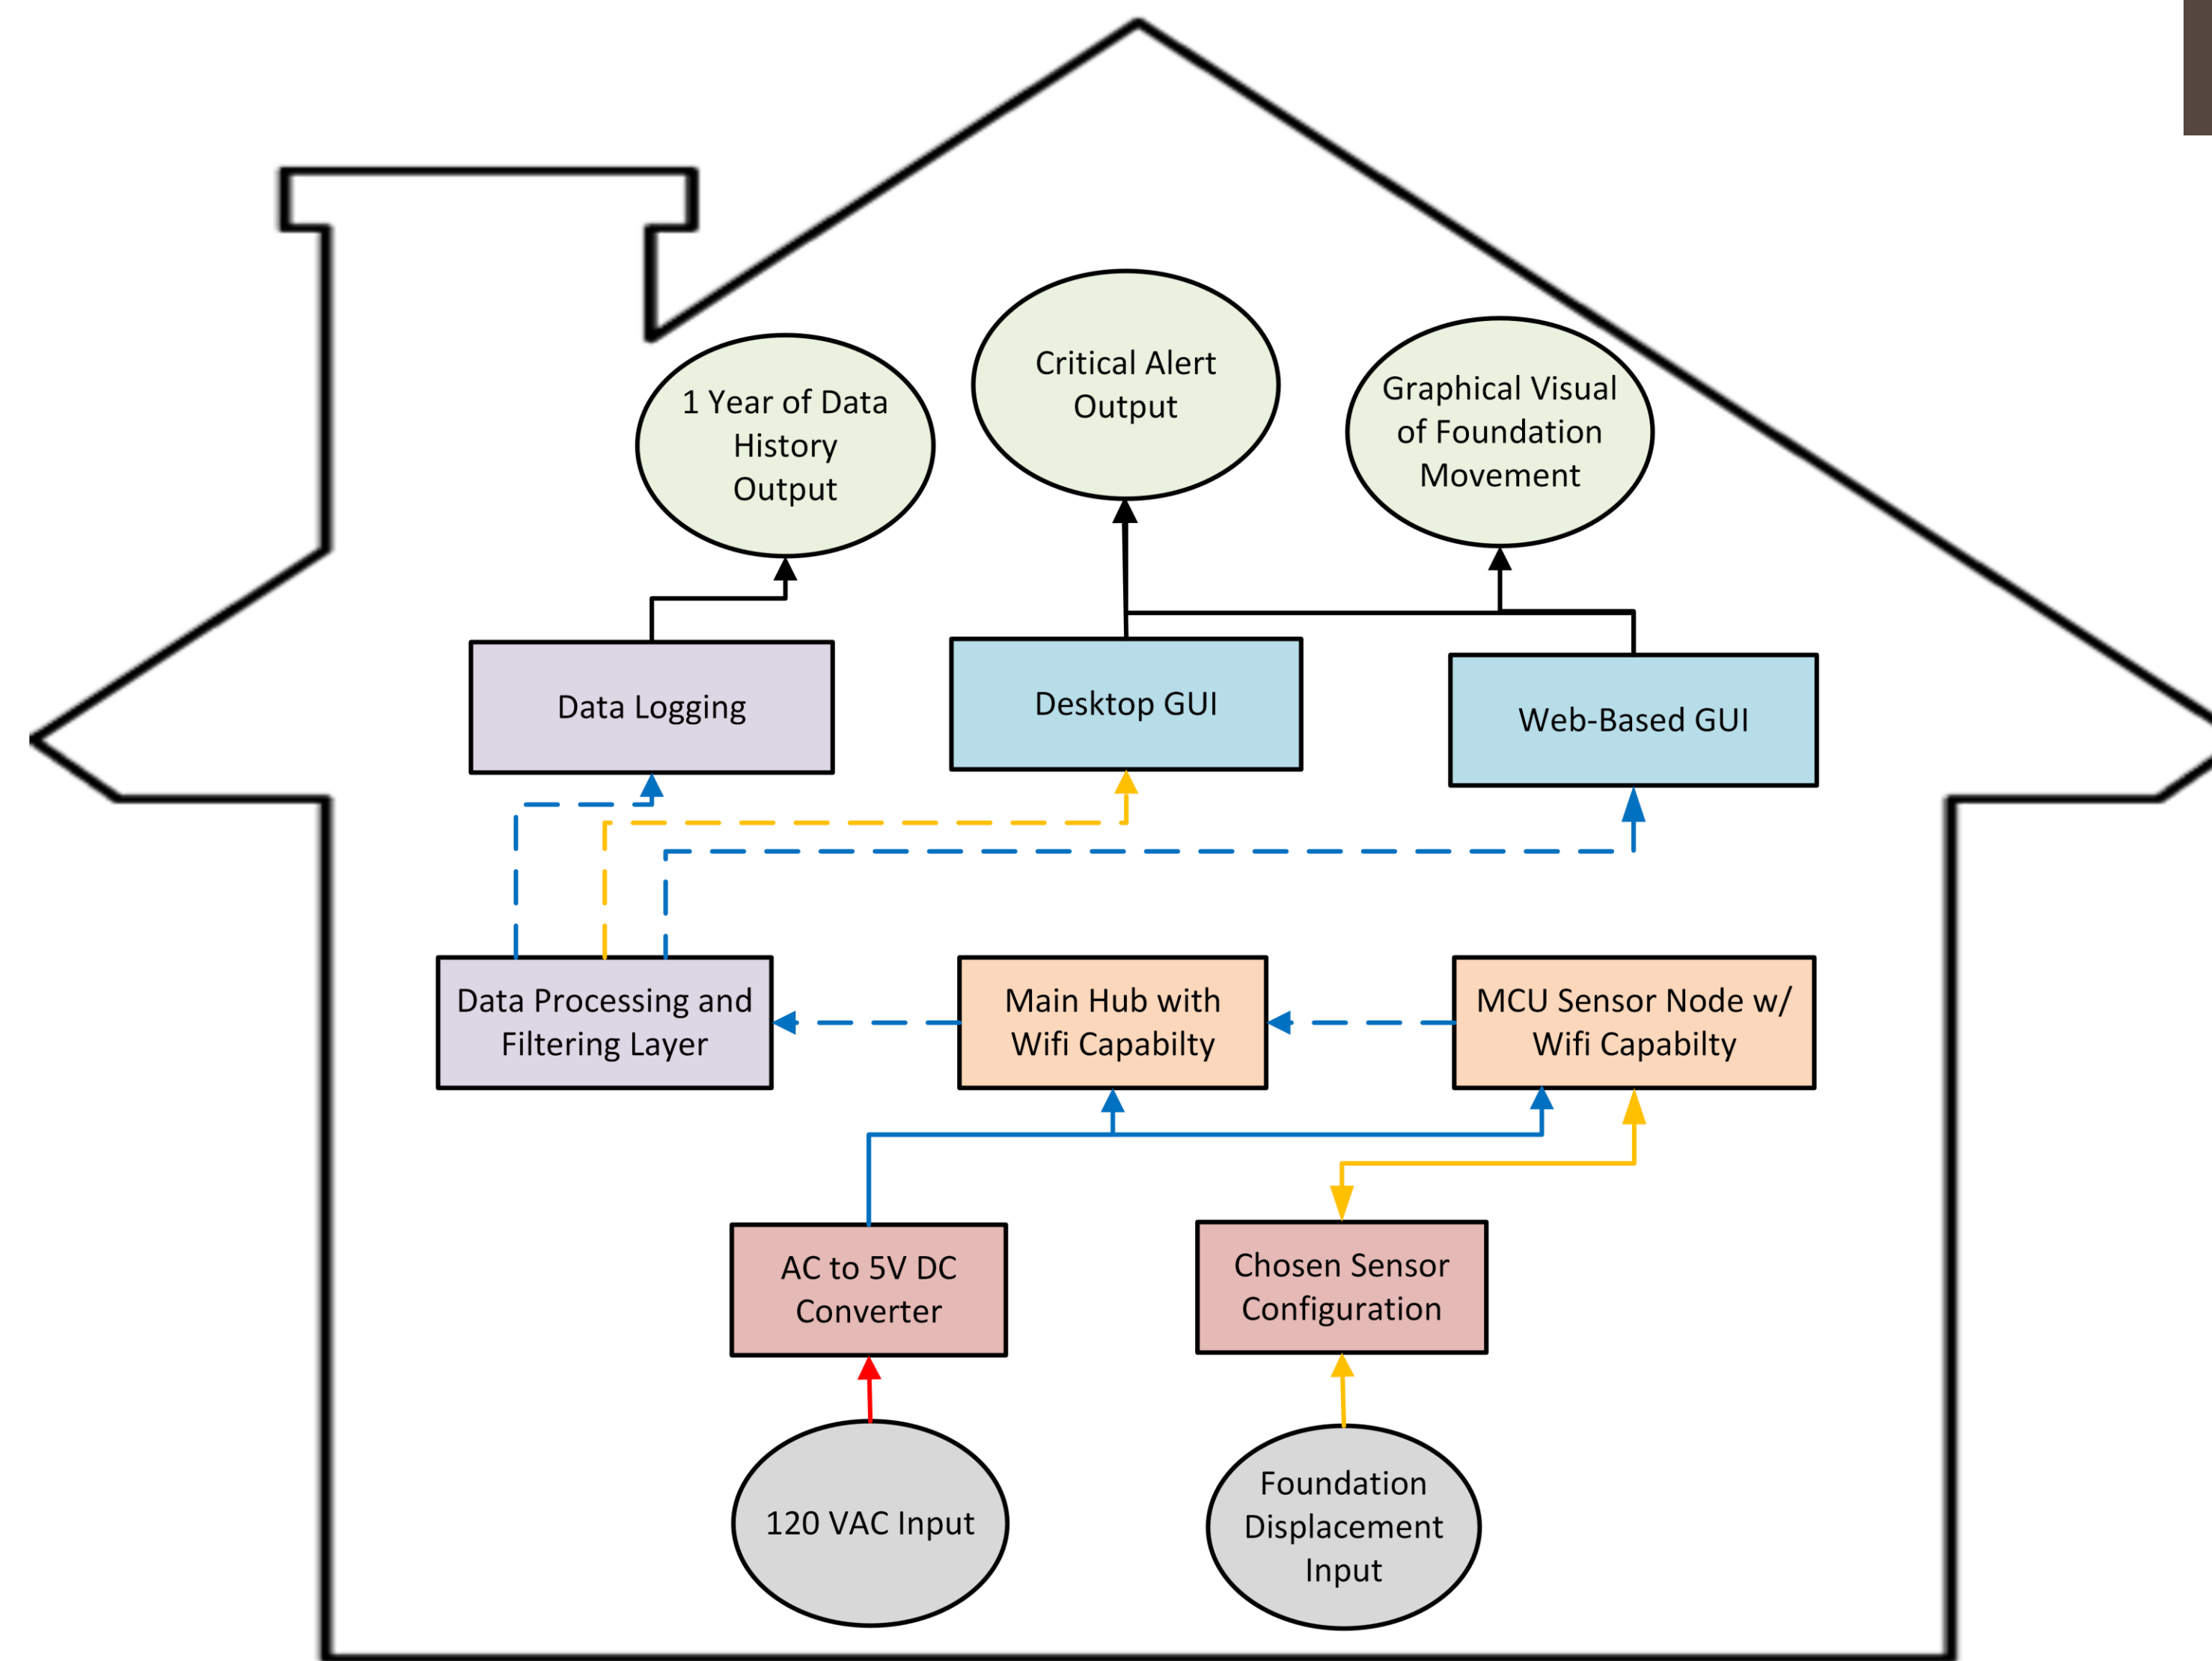 1 Year of Data
History
Output
Critical Alert
Output
Graphical Visual
of Foundation
Movement
Data Logging
Desktop GUI
Web-Based GUI
Data Processing and
Filtering Layer
Main Hub with
Wifi Capabilty
MCU Sensor Node w/
Wifi Capabilty
AC to 5V DC
Converter
Chosen Sensor
Configuration
120 VAC Input
Foundation
Displacement
Input